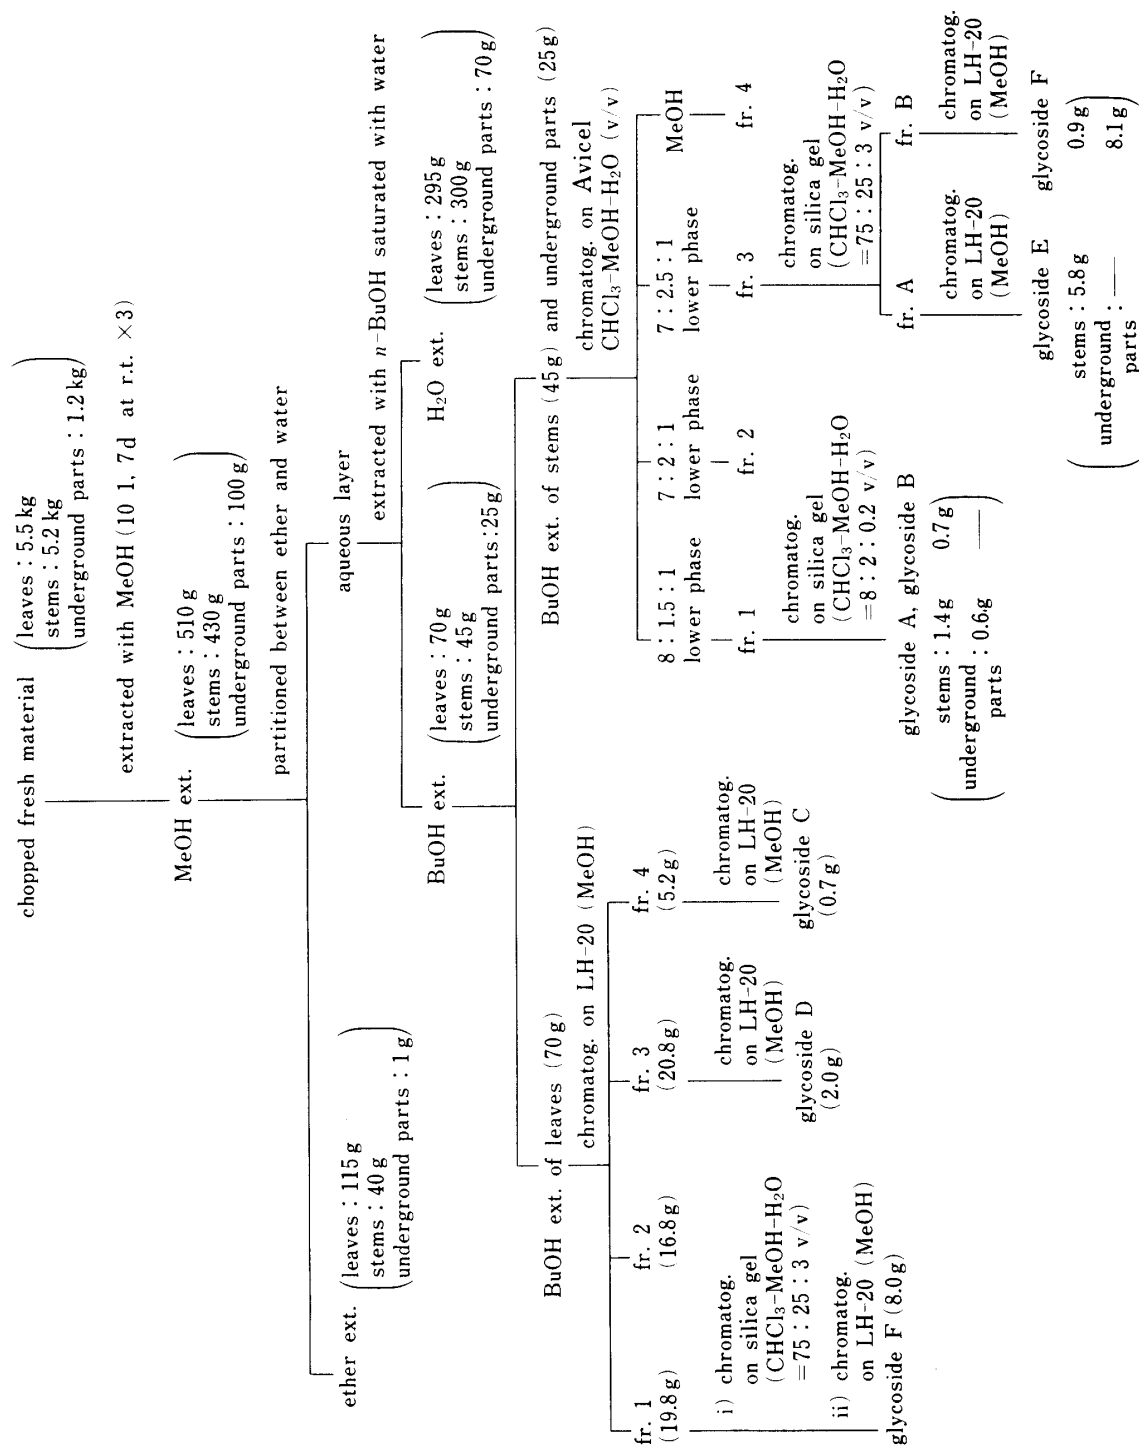 chopped fresh material (leaves : 5.5 kg
stems : 5.2 kg
underground parts : 1.2 kg)
extracted with MeOH (10 l, 7d at r.t. ×3)
MeOH ext. (leaves : 510 g
stems : 430 g
underground parts : 100 g)
partitioned between ether and water
ether ext. (leaves : 115 g
stems : 40 g
underground parts : 1 g)
aqueous layer
extracted with n-BuOH saturated with water
BuOH ext. (leaves : 70 g
stems : 45 g
underground parts : 25 g)
H₂O ext. (leaves : 295 g
stems : 300 g
underground parts : 70 g)
BuOH ext. of leaves (70 g)
chromatog. on LH-20 (MeOH)
fr. 1
(19.8 g)
i) chromatog.
on silica gel
(CHCl₃-MeOH-H₂O
=75 : 25 : 3 v/v)
ii) chromatog.
on LH-20 (MeOH)
glycoside F (8.0 g)
fr. 2
(16.8 g)
fr. 3
(20.8 g)
chromatog.
on LH-20
(MeOH)
glycoside D
(2.0 g)
fr. 4
(5.2 g)
chromatog.
on LH-20
(MeOH)
glycoside C
(0.7 g)
BuOH ext. of stems (45 g) and underground parts (25 g)
chromatog. on Avicel
CHCl₃-MeOH-H₂O (v/v)
8 : 1.5 : 1
lower phase
fr. 1
chromatog.
on silica gel
(CHCl₃-MeOH-H₂O
=8 : 2 : 0.2 v/v)
glycoside A, glycoside B
(stems : 1.4 g 0.7 g
underground : 0.6 g —
parts)
7 : 2 : 1
lower phase
fr. 2
7 : 2.5 : 1
lower phase
fr. 3
chromatog.
on silica gel
(CHCl₃-MeOH-H₂O
=75 : 25 : 3 v/v)
MeOH
fr. 4
fr. A
chromatog.
on LH-20
(MeOH)
fr. B
chromatog.
on LH-20
(MeOH)
glycoside E glycoside F
(stems : 5.8 g 0.9 g
underground : — 8.1 g
parts)